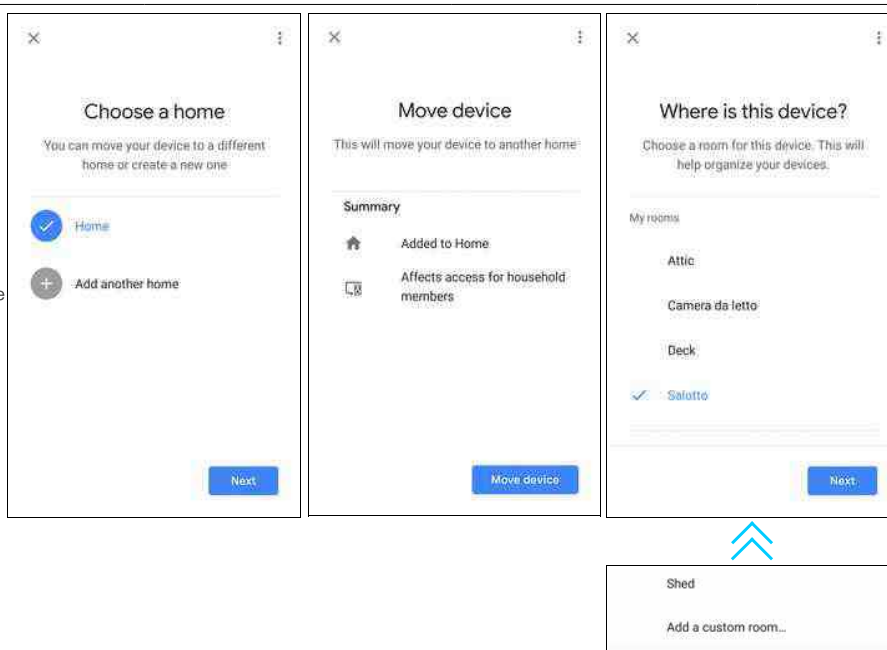 Choose a home
You can move your device to a different
home or create a new one
Home
Add another home
e
Next
Move device
This will move your device to another home
Summary
Added to Home
Affects access for household
members
Move device
Where is this device?
Choose a room for this device. This will
help organize your devices.
My rooms
Attic
Camera da letto
Deck
Salotto
Next
Shed
Add a custom room...